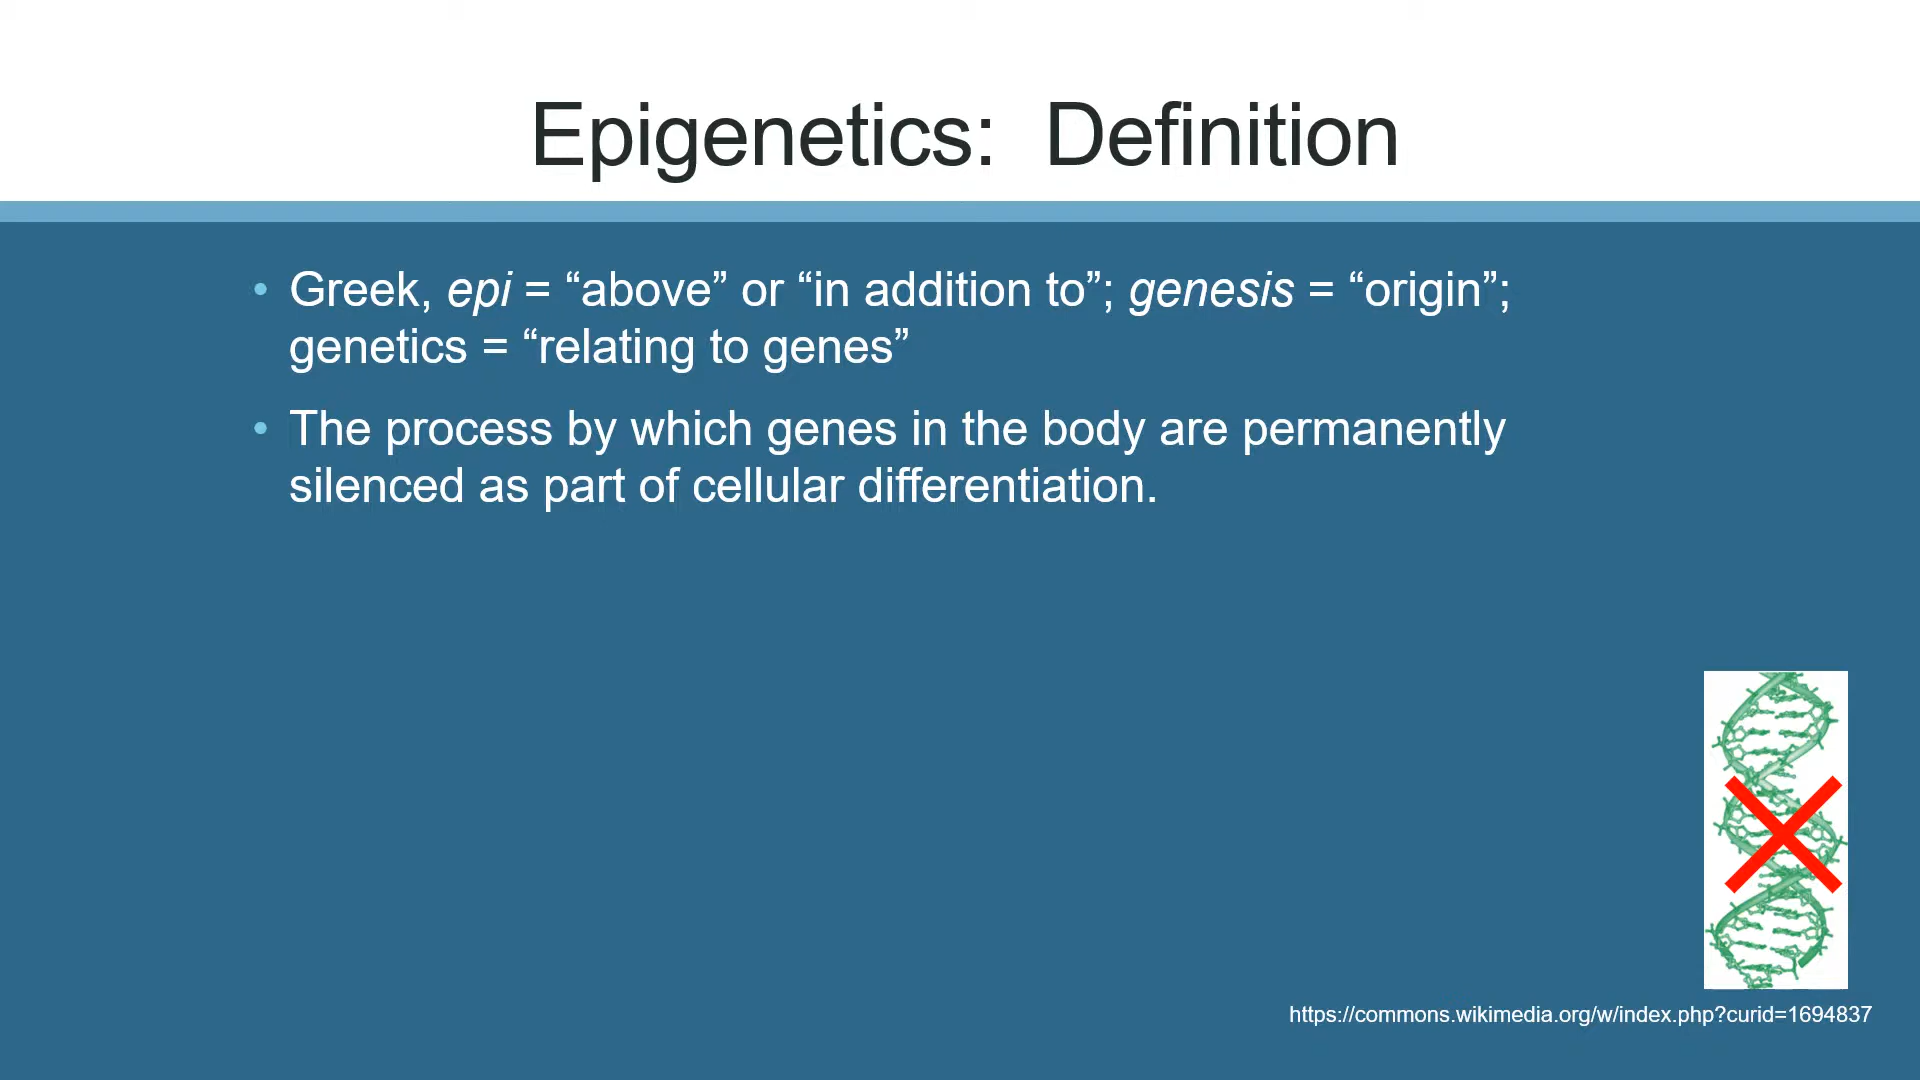 Epigenetics:  Definition
• Greek, epi = “above” or “in addition to”; genesis = “origin”;
genetics = “relating to genes”
• The process by which genes in the body are permanently
silenced as part of cellular differentiation.
https://commons.wikimedia.org/w/index.php?curid=1694837